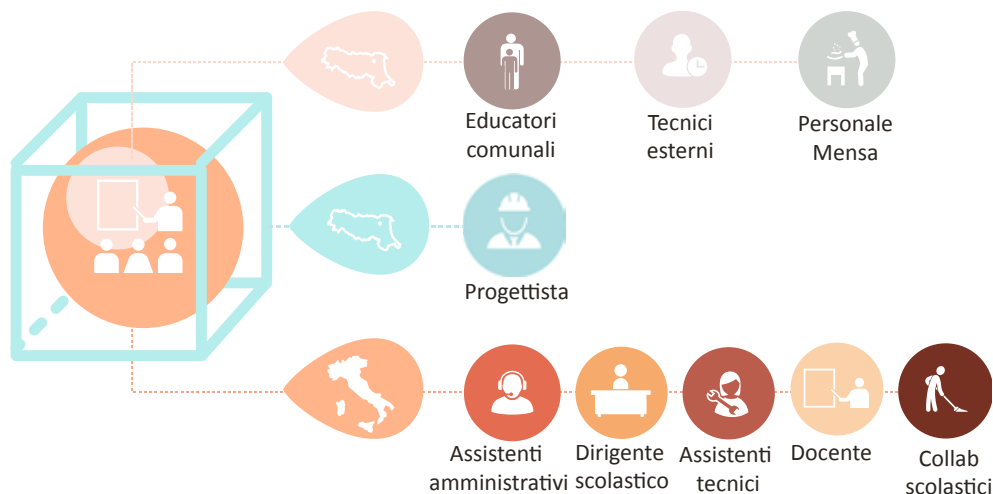 Educatori
comunali
Tecnici
esterni
Personale
Mensa
Progettista
Assistenti
amministrativi
Dirigente
scolastico
Assistenti
tecnici
Docente
Collab
scolastici